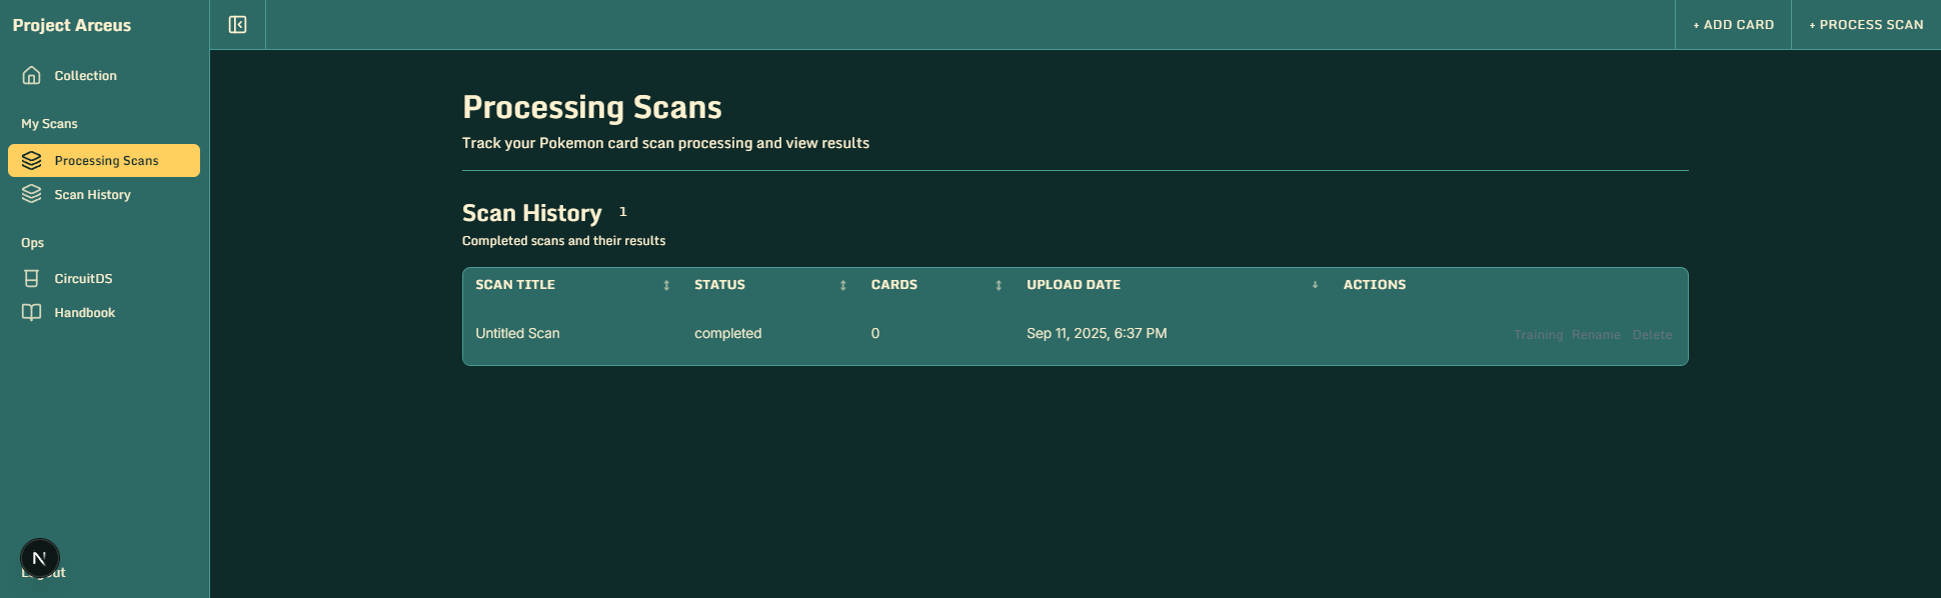 Project Arceus
+ ADD CARD
+ PROCESS SCAN
Collection
My Scans
Processing Scans
Scan History
Ops
CircuitDS
Handbook
N
Processing Scans
Track your Pokemon card scan processing and view results
Scan History 1
Completed scans and their results
SCAN TITLE STATUS CARDS UPLOAD DATE ACTIONS
Untitled Scan completed 0 Sep 11, 2025, 6:37 PM Training Rename Delete